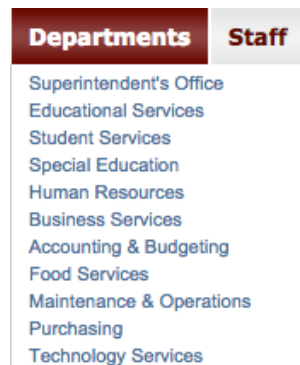 Departments Staff
Superintendent's Office
Educational Services
Student Services
Special Education
Human Resources
Business Services
Accounting & Budgeting
Food Services
Maintenance & Operations
Purchasing
Technology Services